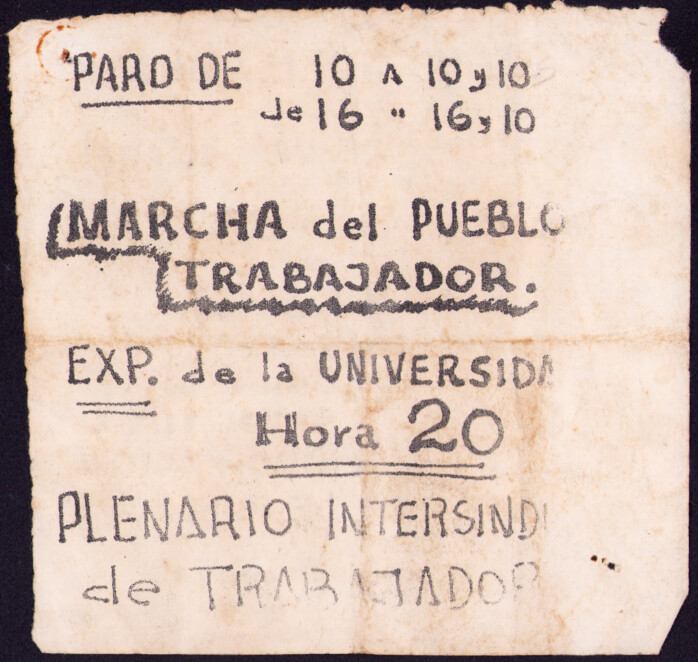 PARO DE 10 A 10 y 10
de 16 " 16 y 10
MARCHA del PUEBLO
TRABAJADOR.
EXP. de la UNIVERSIDA
Hora 20
PLENARIO INTERSINDI
de TRABAJADOR